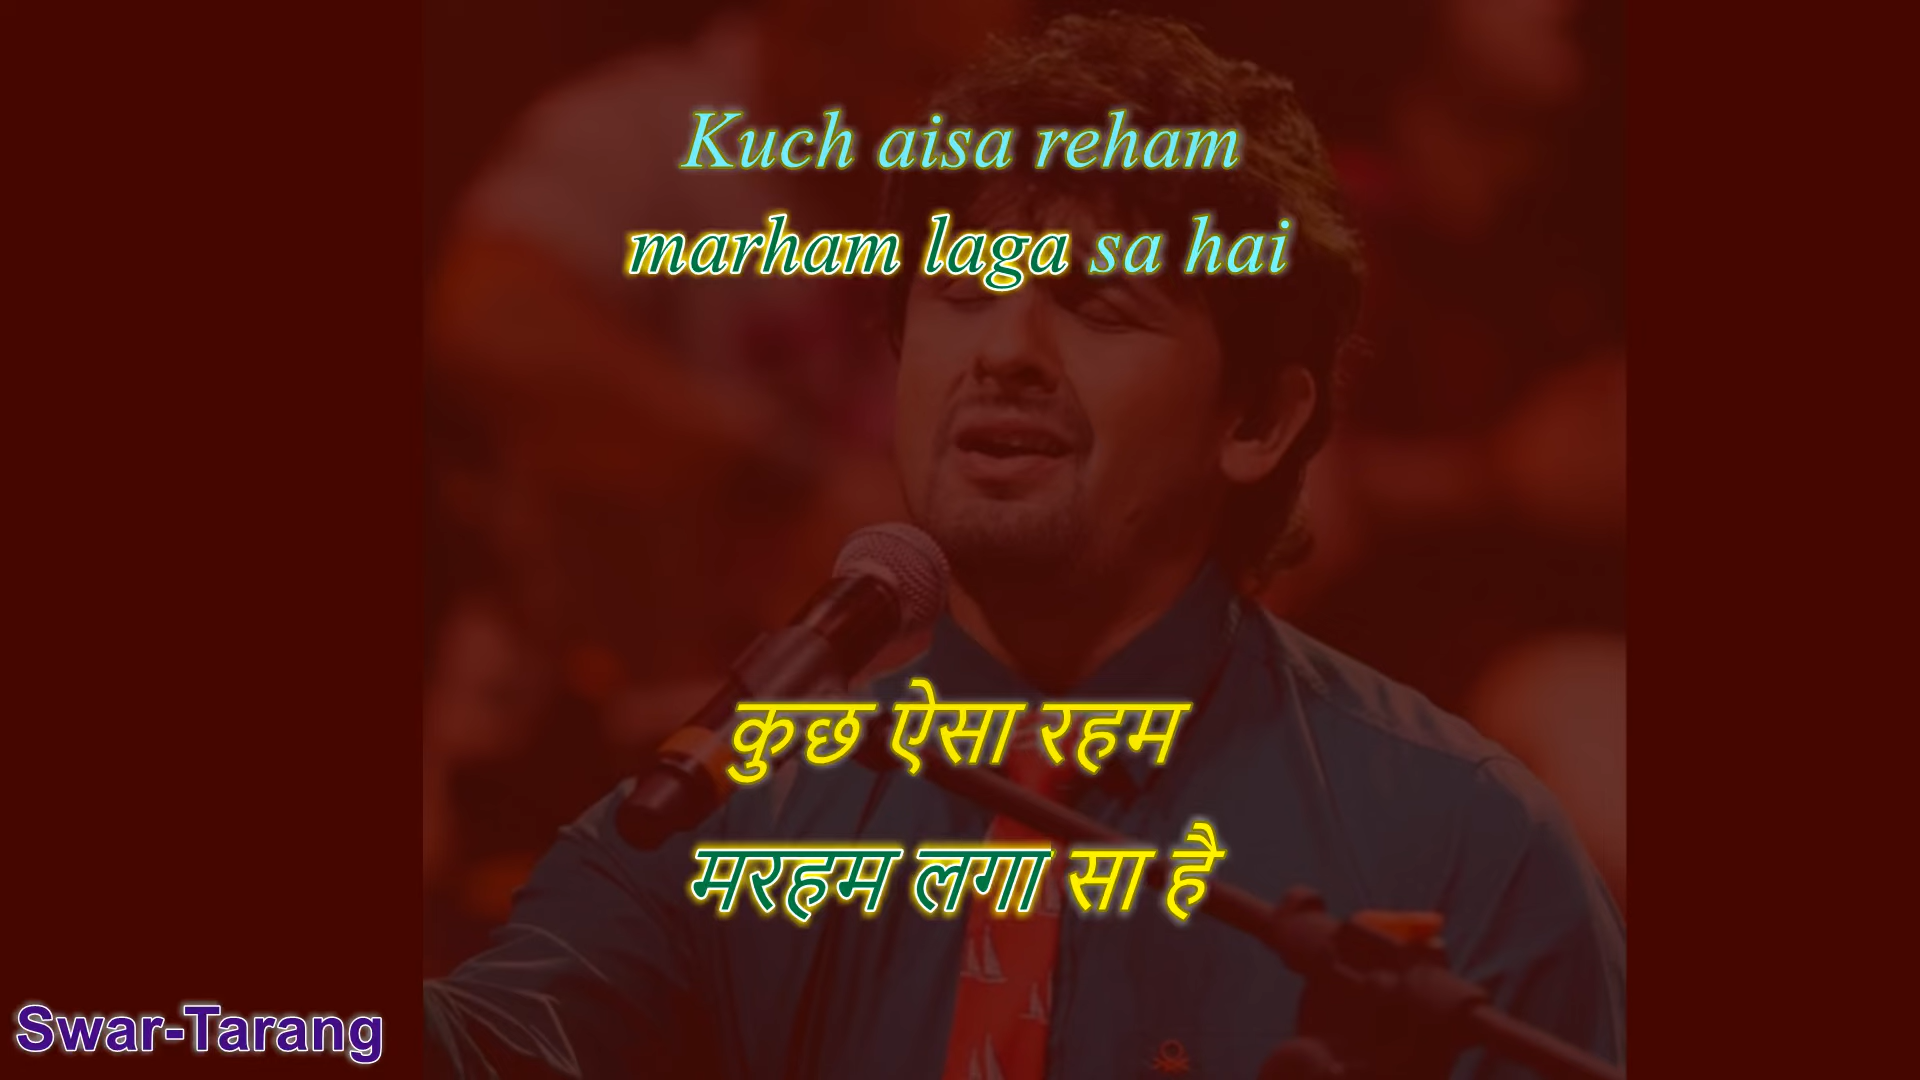 Kuch aisa reham
marham laga sa hai
कुछ ऐसा रहम
मरहम लगा सा है
Swar-Tarang